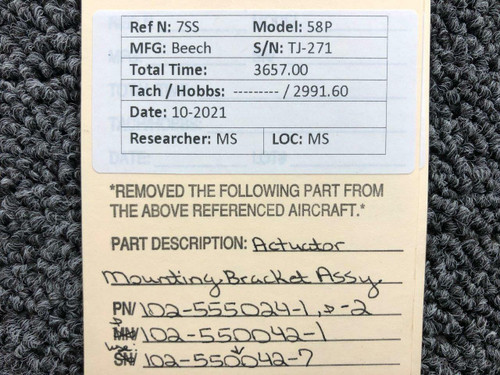 Ref N: 7SS Model: 58P
MFG: Beech S/N: TJ-271
Total Time: 3657.00
Tach / Hobbs: --------- / 2991.60
Date: 10-2021
Researcher: MS LOC: MS
*REMOVED THE FOLLOWING PART FROM
THE ABOVE REFERENCED AIRCRAFT.*
PART DESCRIPTION: Actuator
Mounting Bracket Assy.
PN/ 102-555024-1, -2
MN/ 102-550042-1
SN/ 102-550042-7